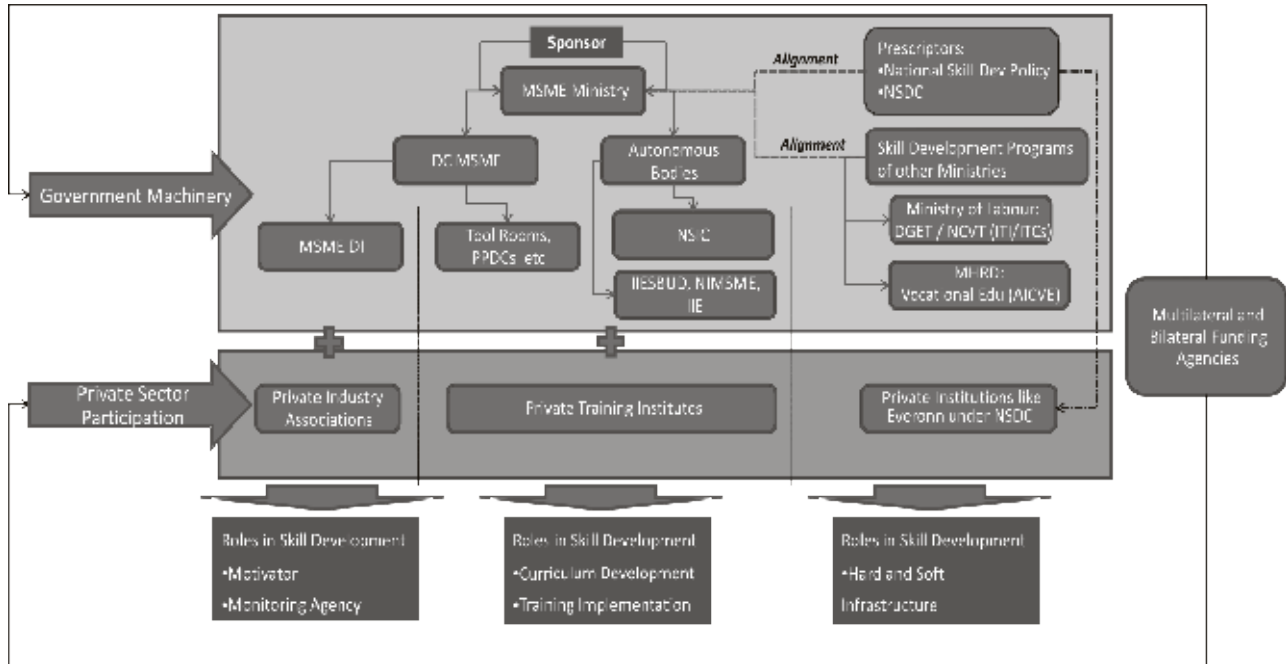 Sponsor
MSME Ministry
Alignment
Prescriptors:
•National Skill Dev Policy
•NSDC
DC MSME
Autonomous
Bodies
Alignment
Skill Development Programs
of other Ministries
Government Machinery
MSME DI
Tool Rooms,
PPDCs, etc
NSIC
Ministry of Labour:
DGET / NCVT (ITI/ITCs)
IIESBUD, NIMSME,
IIE
MHRD:
Vocational Edu (AICVE)
Multilateral and
Bilateral Funding
Agencies
Private Sector
Participation
Private Industry
Associations
Private Training Institutes
Private Institutions like
Everonn under NSDC
Roles in Skill Development
•Motivator
•Monitoring Agency
Roles in Skill Development
•Curriculum Development
•Training Implementation
Roles in Skill Development
•Hard and Soft
Infrastructure